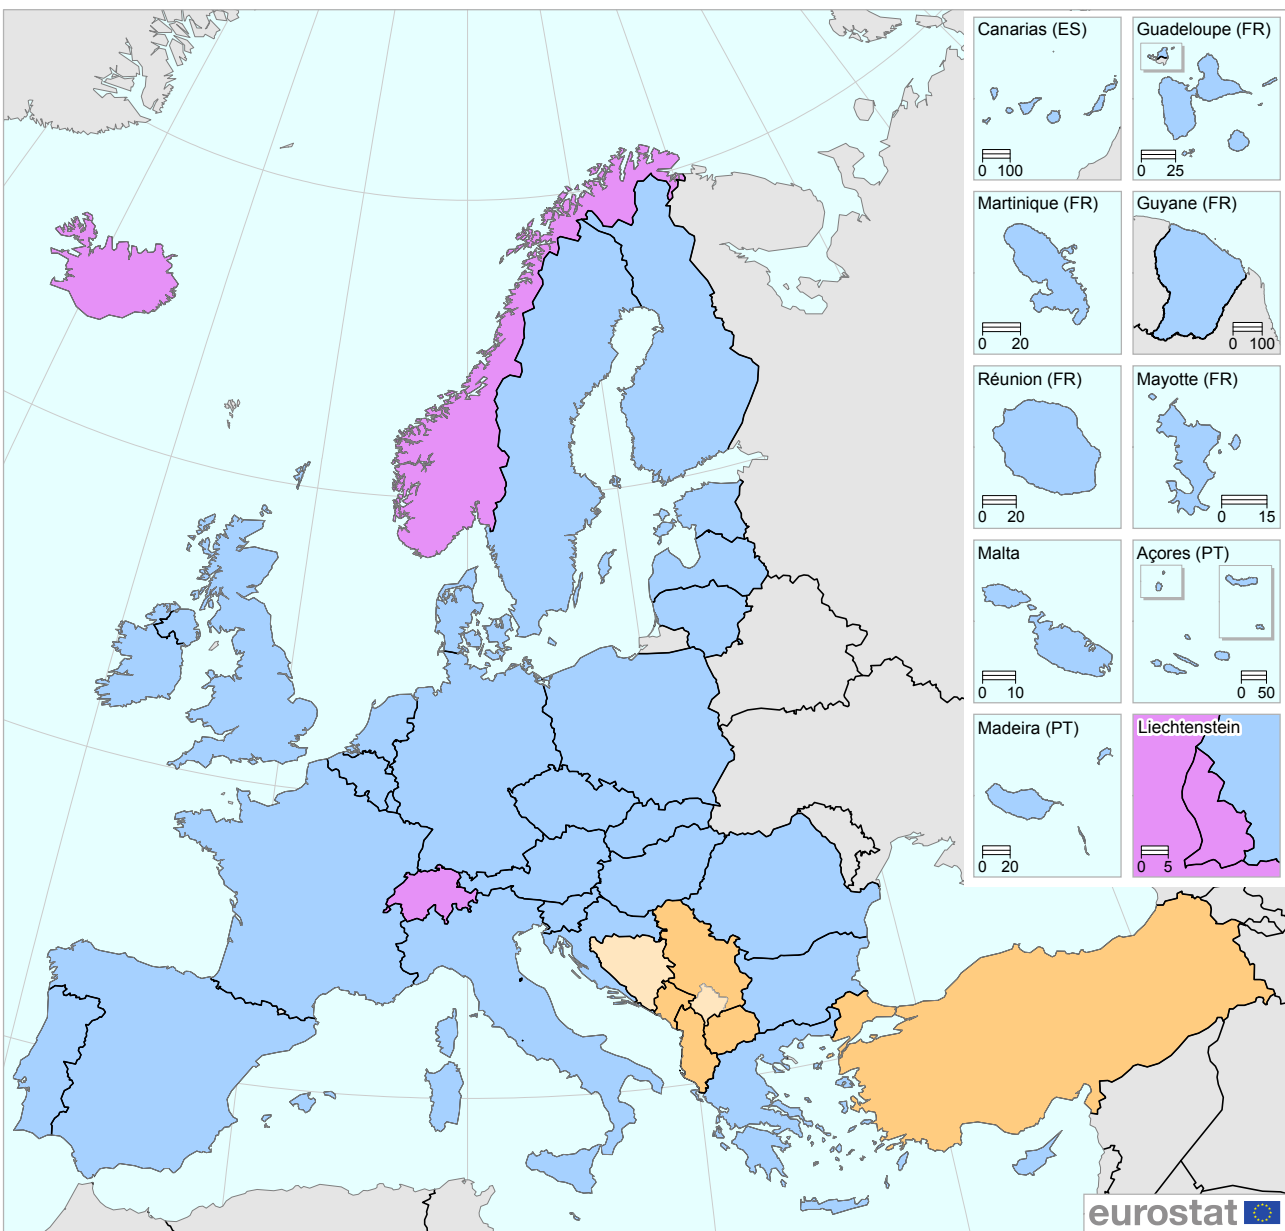 Canarias (ES)
0 100
Guadeloupe (FR)
0 25
Martinique (FR)
0 20
Guyane (FR)
0 100
Réunion (FR)
0 20
Mayotte (FR)
0 15
Malta
0 10
Açores (PT)
0 50
Madeira (PT)
0 20
Liechtenstein
0 5
eurostat